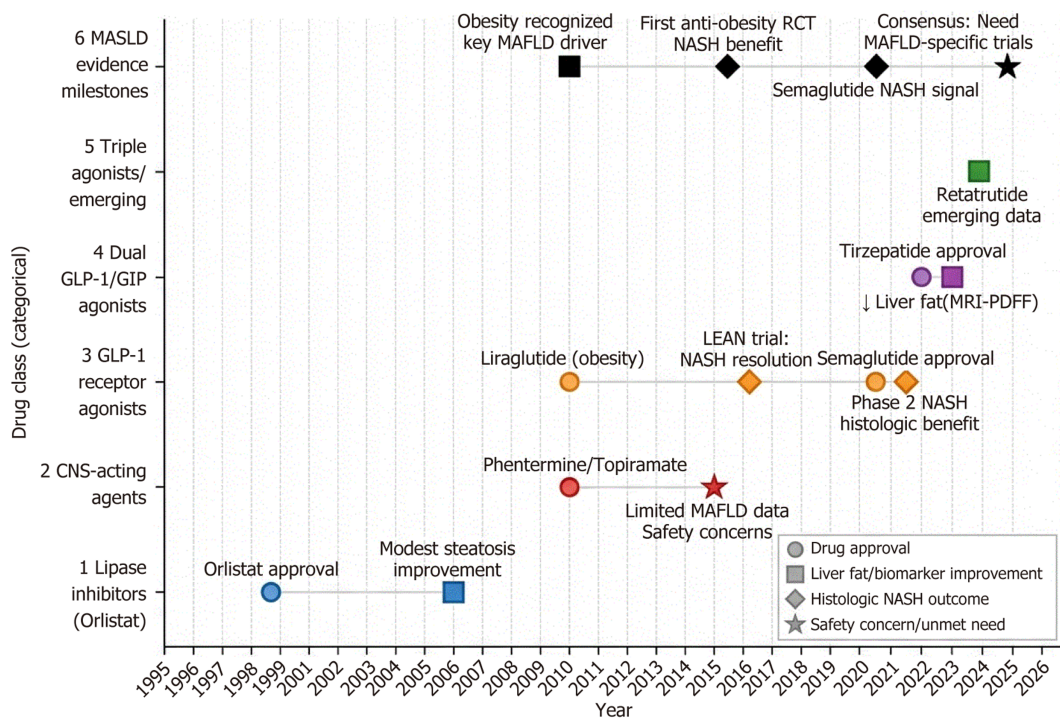 Obesity recognized
key MAFLD driver
First anti-obesity RCT
NASH benefit
Consensus: Need
MAFLD-specific trials
6 MASLD
evidence
milestones
Semaglutide NASH signal
5 Triple
agonists/
emerging
Retatrutide
emerging data
4 Dual
GLP-1/GIP
agonists
Tirzepatide approval
↓ Liver fat(MRI-PDFF)
3 GLP-1
receptor
agonists
Liraglutide (obesity)
LEAN trial:
NASH resolution
Semaglutide approval
Phase 2 NASH
histologic benefit
2 CNS-acting
agents
Phentermine/Topiramate
Limited MAFLD data
Safety concerns
1 Lipase
inhibitors
(Orlistat)
Orlistat approval
Modest steatosis
improvement
Drug approval
Liver fat/biomarker improvement
Histologic NASH outcome
Safety concern/unmet need
Drug class (categorical)
1995 1996 1997 1998 1999 2001 2002 2003 2004 2005 2006 2007 2008 2009 2010 2011 2012 2013 2014 2015 2016 2017 2018 2019 2020 2021 2022 2023 2024 2025 2026
Year